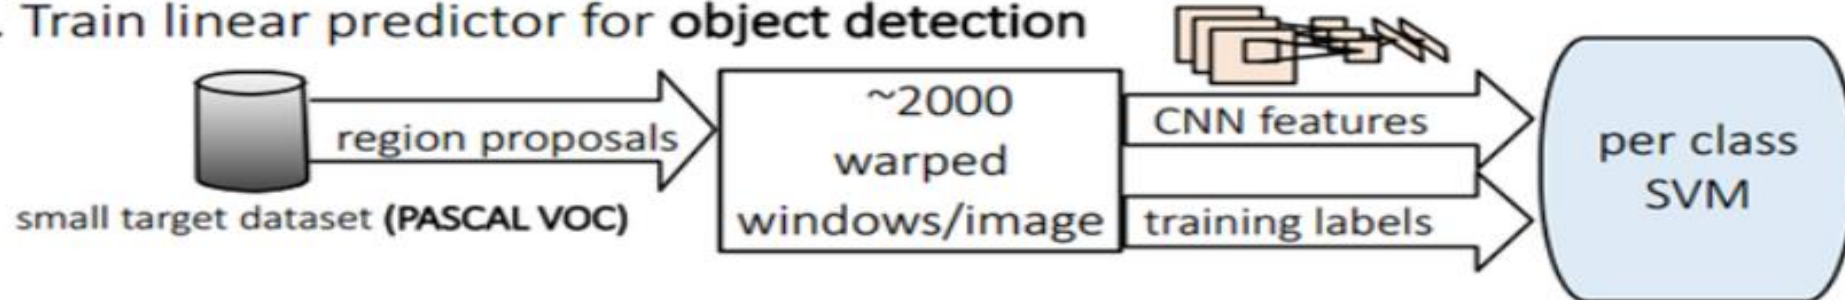 . Train linear predictor for object detection
region proposals
small target dataset (PASCAL VOC)
~2000
warped
windows/image
CNN features
training labels
per class
SVM